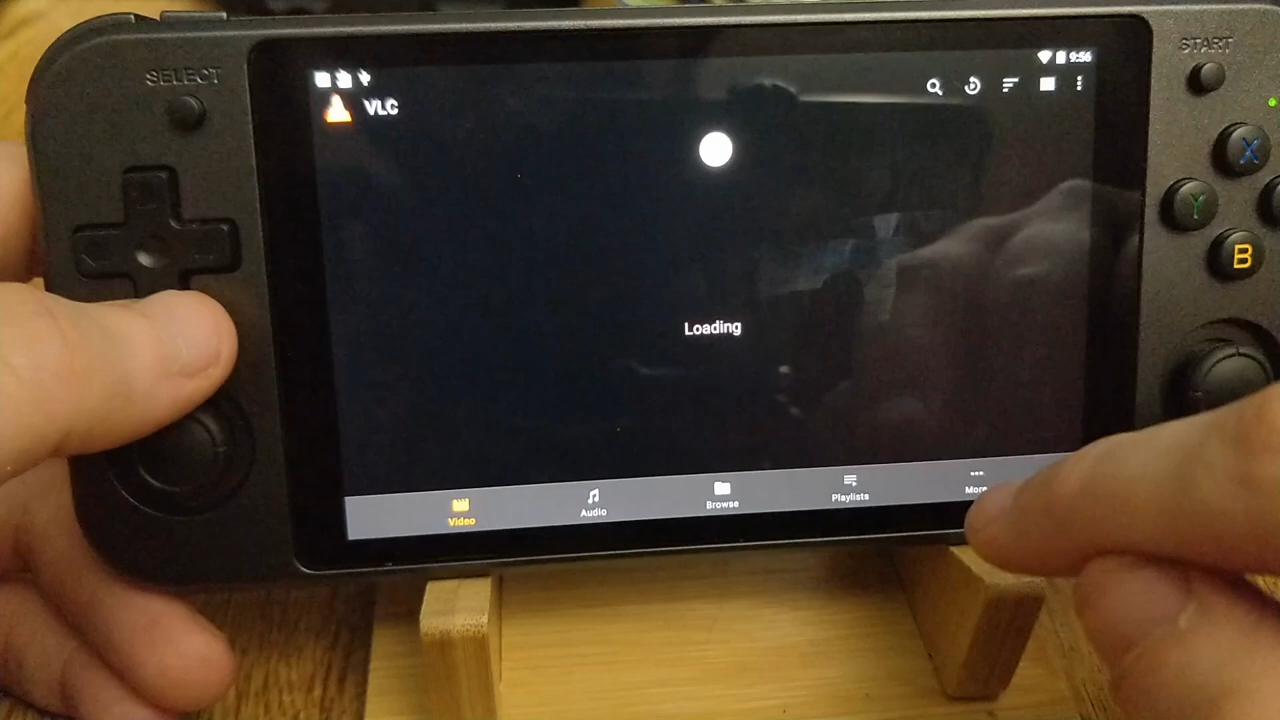 SELECT
START
9:56
VLC
X
Y
B
Loading
Video
Audio
Browse
Playlists
More